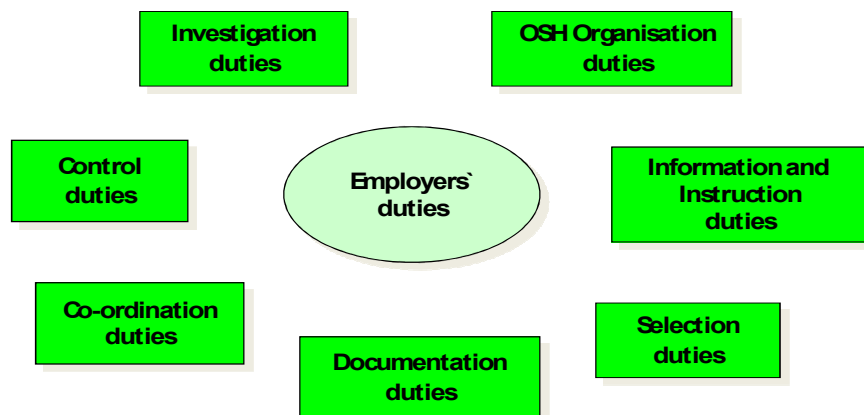 Investigation
duties
OSH Organisation
duties
Control
duties
Employers`
duties
Information and
Instruction
duties
Co-ordination
duties
Selection
duties
Documentation
duties